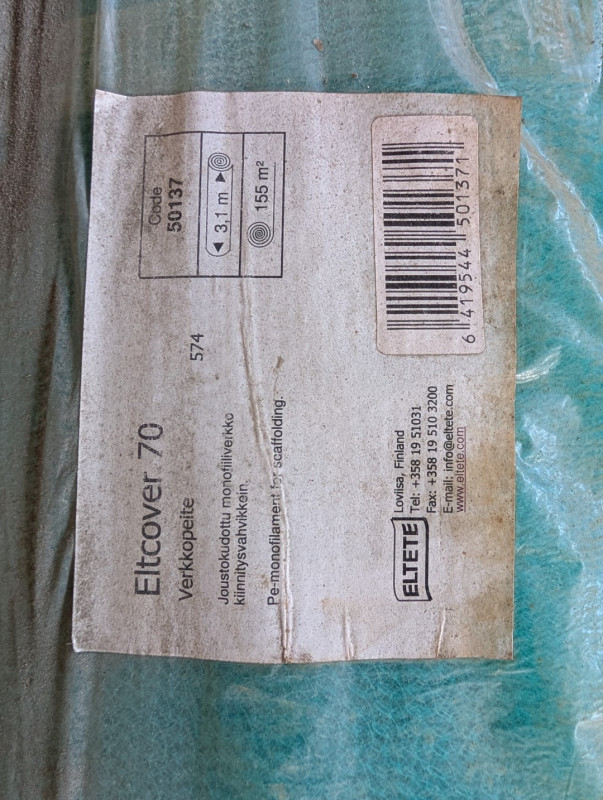 Eltcover 70
Verkkopeite
574
Joustokudottu monofiiliverkko
kiinnitysvahvikkein.
Pe-monofilament for scaffolding.
Code
50137
3,1 m
155 m²
ELTETE
Loviisa, Finland
Tel: +358 19 51031
Fax: +358 19 510 3200
E-mail: info@eltete.com
www.eltete.com
6 419544 501371